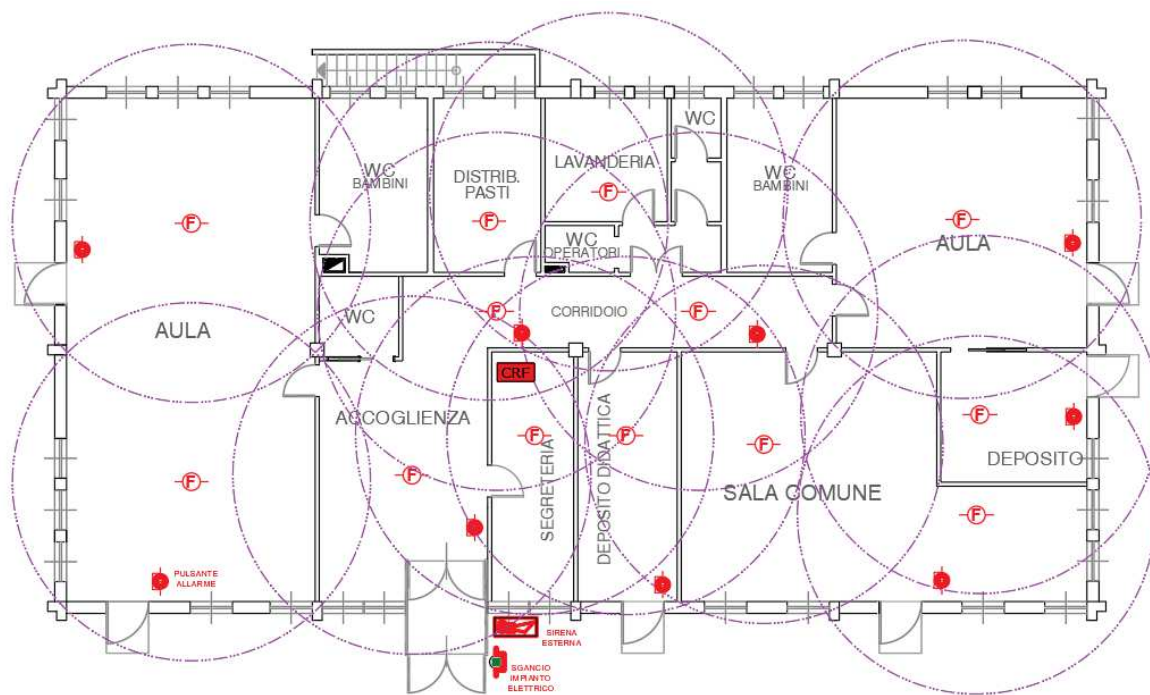 WC
WC
BAMBINI
DISTRIB.
PASTI
LAVANDERIA
WC
BAMBINI
F
F
F
F
WC
OPERATORI
AULA
WC
AULA
F
CORRIDOIO
F
CRF
ACCOGLIENZA
F
F
F
F
DEPOSITO
SEGRETERIA
DEPOSITO DIDATTICA
F
F
SALA COMUNE
F
PULSANTE
ALLARME
SIRENA
ESTERNA
SGANCIO
IMPIANTO
ELETTRICO